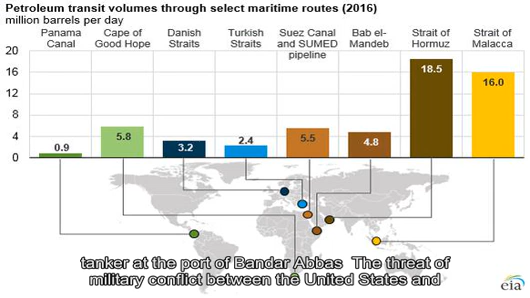 Petroleum transit volumes through select maritime routes (2016)
million barrels per day
Panama Canal
Cape of Good Hope
Danish Straits
Turkish Straits
Suez Canal and SUMED pipeline
Bab el-Mandeb
Strait of Hormuz
Strait of Malacca
20
16
12
8
4
0
0.9
5.8
3.2
2.4
5.5
4.8
18.5
16.0
tanker at the port of Bandar Abbas The threat of
military conflict between the United States and
eia